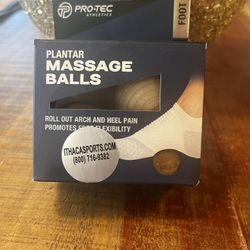 PRO-TEC
ATHLETICS
FOOT
PLANTAR
MASSAGE
BALLS
ROLL OUT ARCH AND HEEL PAIN
PROMOTES FOOT FLEXIBILITY
ITHACASPORTS.COM
(800) 716-9382